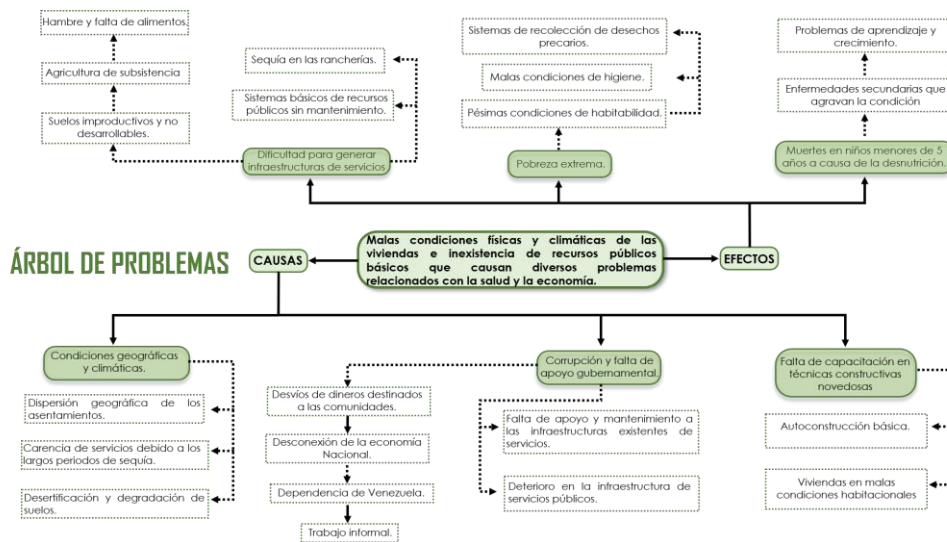 Hambre y falta de alimentos.
Agricultura de subsistencia
Suelos improductivos y no
desarrollables.
Sequía en las rancherías.
Sistemas básicos de recursos
públicos sin mantenimiento.
Dificultad para generar
infraestructuras de servicios
Sistemas de recolección de desechos
precarios.
Malas condiciones de higiene.
Pésimas condiciones de habitabilidad.
Pobreza extrema.
Problemas de aprendizaje y
crecimiento.
Enfermedades secundarias que
agravan la condición
Muertes en niños menores de 5
años a causa de la desnutrición.
ÁRBOL DE PROBLEMAS
CAUSAS
Malas condiciones físicas y climáticas de las
viviendas e inexistencia de recursos públicos
básicos que causan diversos problemas
relacionados con la salud y la economía.
EFECTOS
Condiciones geográficas
y climáticas.
Dispersión geográfica de los
asentamientos.
Carencia de servicios debido a los
largos periodos de sequía.
Desertificación y degradación de
suelos.
Corrupción y falta de
apoyo gubernamental.
Desvíos de dineros destinados
a las comunidades.
Desconexión de la economía
Nacional.
Dependencia de Venezuela.
Trabajo informal.
Falta de apoyo y mantenimiento a
las infraestructuras existentes de
servicios.
Deterioro en la infraestructura de
servicios públicos.
Falta de capacitación en
técnicas constructivas
novedosas
Autoconstrucción básica.
Viviendas en malas
condiciones habitacionales